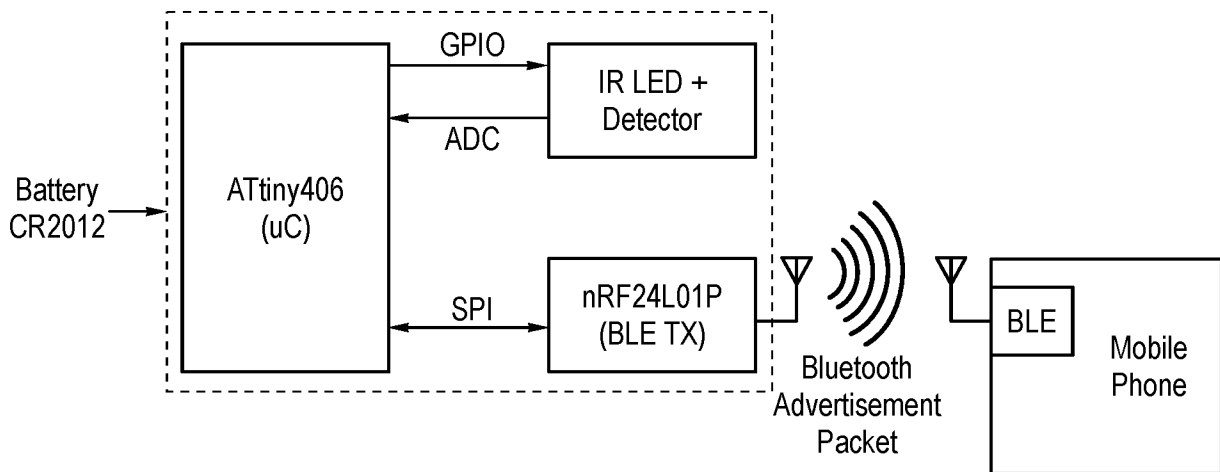 GPIO
IR LED +
Detector
ADC
ATtiny406
(uC)
Battery
CR2012
SPI
nRF24L01P
(BLE TX)
BLE
Mobile
Phone
Bluetooth
Advertisement
Packet